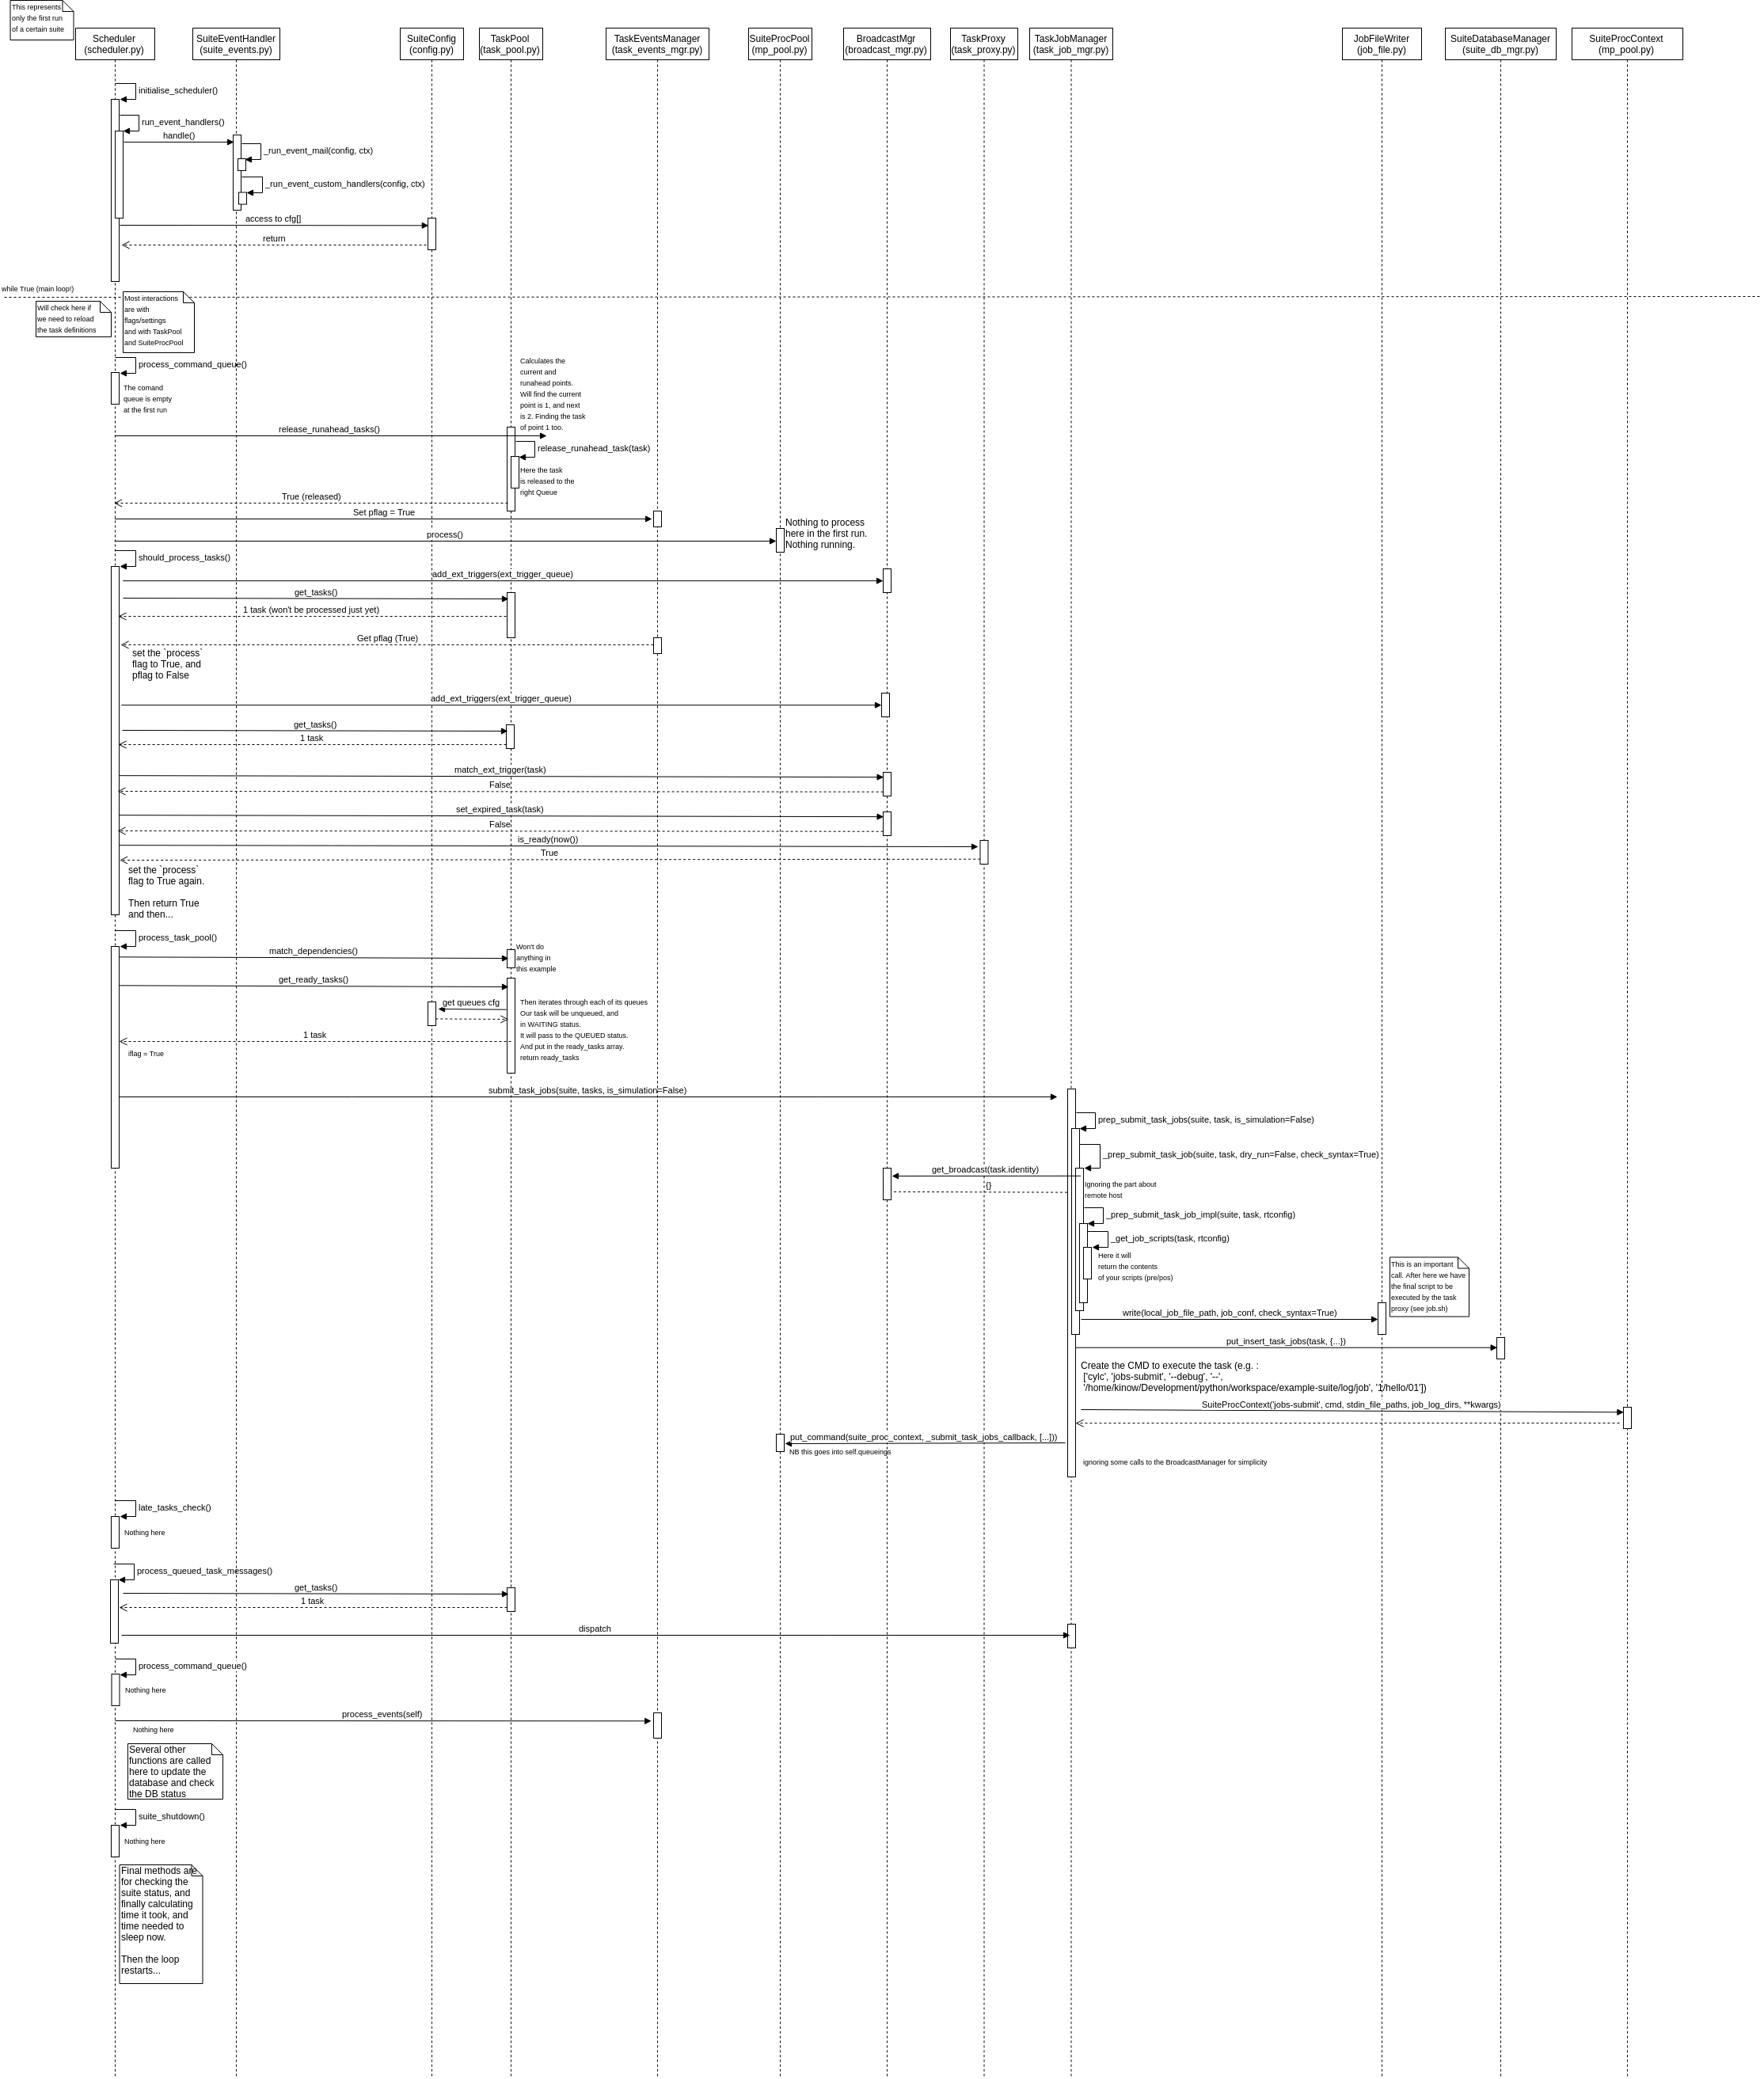 This represents
only the first run
of a certain suite
Scheduler
(scheduler.py)
SuiteEventHandler
(suite_events.py)
SuiteConfig
(config.py)
TaskPool
(task_pool.py)
TaskEventsManager
(task_events_mgr.py)
SuiteProcPool
(mp_pool.py)
BroadcastMgr
(broadcast_mgr.py)
TaskProxy
(task_proxy.py)
TaskJobManager
(task_job_mgr.py)
JobFileWriter
(job_file.py)
SuiteDatabaseManager
(suite_db_mgr.py)
SuiteProcContext
(mp_pool.py)
initialise_scheduler()
run_event_handlers()
handle()
_run_event_mail(config, ctx)
_run_event_custom_handlers(config, ctx)
access to cfg[]
return
while True (main loop!)
Will check here if
we need to reload
the task definitions
Most interactions
are with
flags/settings
and with TaskPool
and SuiteProcPool
process_command_queue()
The comand
queue is empty
at the first run
Calculates the
current and
runahead points.
Will find the current
point is 1, and next
is 2. Finding the task
of point 1 too.
release_runahead_tasks()
release_runahead_task(task)
Here the task
is released to the
right Queue
True (released)
Set pflag = True
process()
Nothing to process
here in the first run.
Nothing running.
should_process_tasks()
add_ext_triggers(ext_trigger_queue)
get_tasks()
1 task (won't be processed just yet)
Get pflag (True)
set the `process`
flag to True, and
pflag to False
add_ext_triggers(ext_trigger_queue)
get_tasks()
1 task
match_ext_trigger(task)
False
set_expired_task(task)
False
is_ready(now())
True
set the `process`
flag to True again.
Then return True
and then...
process_task_pool()
match_dependencies()
Won't do
anything in
this example
get_ready_tasks()
get queues cfg
Then iterates through each of its queues
Our task will be unqueued, and
in WAITING status.
It will pass to the QUEUED status.
And put in the ready_tasks array.
return ready_tasks
1 task
iflag = True
submit_task_jobs(suite, tasks, is_simulation=False)
prep_submit_task_jobs(suite, task, is_simulation=False)
_prep_submit_task_job(suite, task, dry_run=False, check_syntax=True)
get_broadcast(task.identity)
{}
Ignoring the part about
remote host
_prep_submit_task_job_impl(suite, task, rtconfig)
_get_job_scripts(task, rtconfig)
Here it will
return the contents
of your scripts (pre/pos)
This is an important
call. After here we have
the final script to be
executed by the task
proxy (see job.sh)
write(local_job_file_path, job_conf, check_syntax=True)
put_insert_task_jobs(task, {...})
Create the CMD to execute the task (e.g. :
['cylc', 'jobs-submit', '--debug', '--',
'/home/kinow/Development/python/workspace/example-suite/log/job', '1/hello/01'])
SuiteProcContext('jobs-submit', cmd, stdin_file_paths, job_log_dirs, **kwargs)
put_command(suite_proc_context, _submit_task_jobs_callback, [...]))
NB this goes into self.queueings
ignoring some calls to the BroadcastManager for simplicity
late_tasks_check()
Nothing here
process_queued_task_messages()
get_tasks()
1 task
dispatch
process_command_queue()
Nothing here
process_events(self)
Nothing here
Several other
functions are called
here to update the
database and check
the DB status
suite_shutdown()
Nothing here
Final methods are
for checking the
suite status, and
finally calculating
time it took, and
time needed to
sleep now.
Then the loop
restarts...